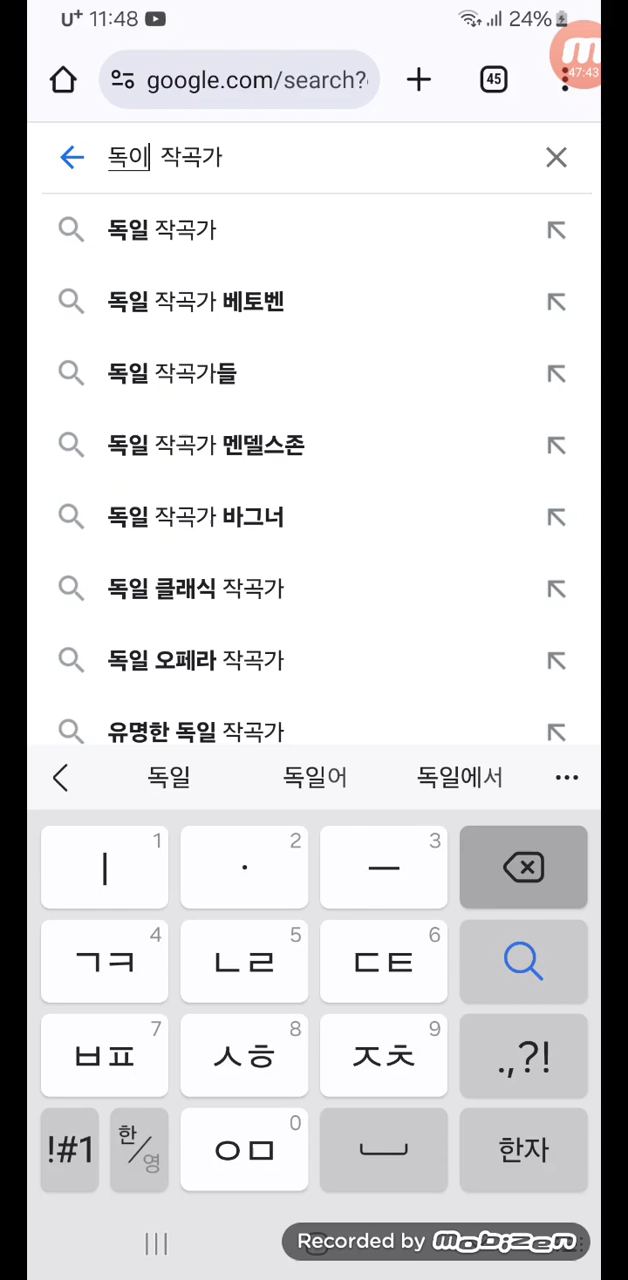 U+ 11:48 24%
google.com/search? 45
47:43
독이 작곡가
독일 작곡가
독일 작곡가 베토벤
독일 작곡가들
독일 작곡가 멘델스존
독일 작곡가 바그너
독일 클래식 작곡가
독일 오페라 작곡가
유명한 독일 작곡가
독일 독일어 독일에서 ...
ㅣ 1 · 2 ㅡ 3
ㄱㅋ 4 ㄴㄹ 5 ㄷㅌ 6
ㅂㅍ 7 ㅅㅎ 8 ㅈㅊ 9 .,?!
!#1 한/영 ㅇㅁ 0 한자
Recorded by mobizen